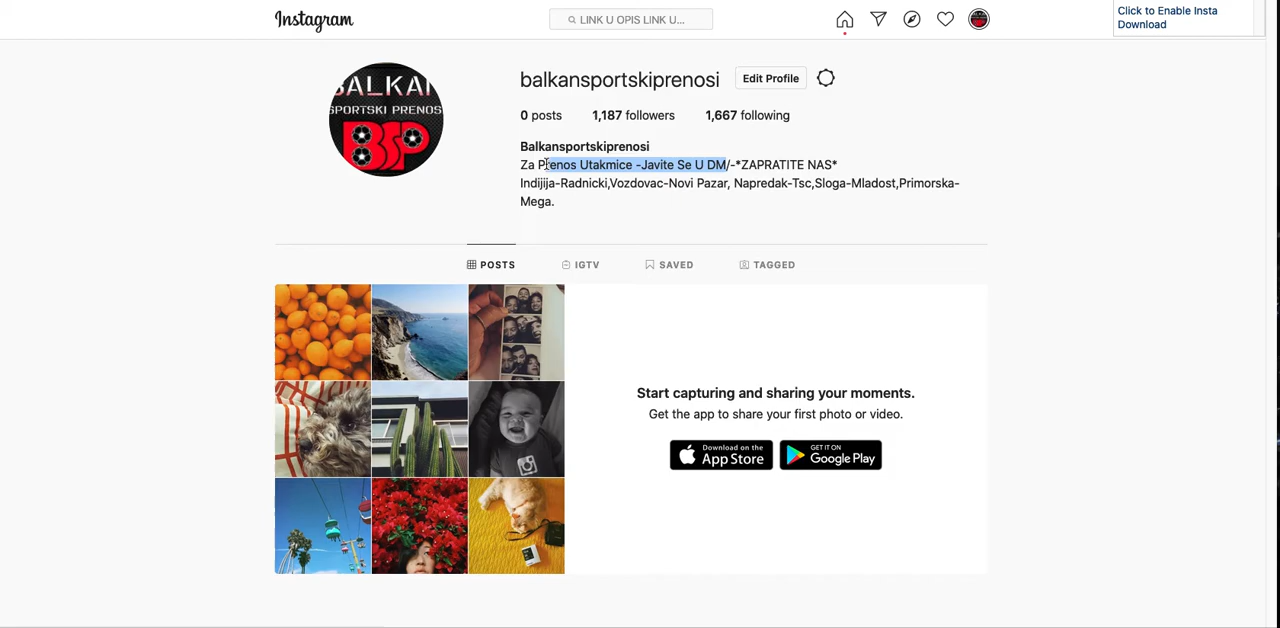 Instagram
LINK U OPIS LINK U...
Click to Enable Insta
Download
BALKAN
SPORTSKI PRENOSI
BSP
balkansportskiprenosi
Edit Profile
0 posts 1,187 followers 1,667 following
Balkansportskiprenosi
Za Prenos Utakmice -Javite Se U DM/-*ZAPRATITE NAS*
Indijija-Radnicki,Vozdovac-Novi Pazar, Napredak-Tsc,Sloga-Mladost,Primorska-
Mega.
POSTS IGTV SAVED TAGGED
Start capturing and sharing your moments.
Get the app to share your first photo or video.
Download on the
App Store
GET IT ON
Google Play